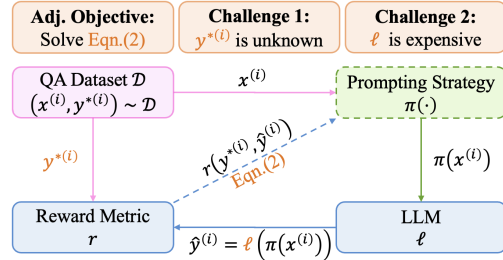 Adj. Objective:
Solve Eqn.(2)
Challenge 1:
y*(i) is unknown
Challenge 2:
ℓ is expensive
QA Dataset 𝒟
(x(i), y*(i)) ~ 𝒟
x(i)
Prompting Strategy
π(·)
y*(i)
r(y*(i), ŷ(i))
Eqn.(2)
π(x(i))
Reward Metric
r
ŷ(i) = ℓ(π(x(i)))
LLM
ℓ